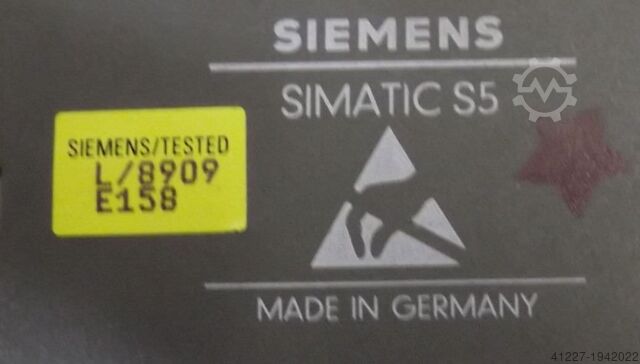 SIEMENS
SIMATIC S5
SIEMENS/TESTED
L/8909
E158
MADE IN GERMANY
41227-1942022